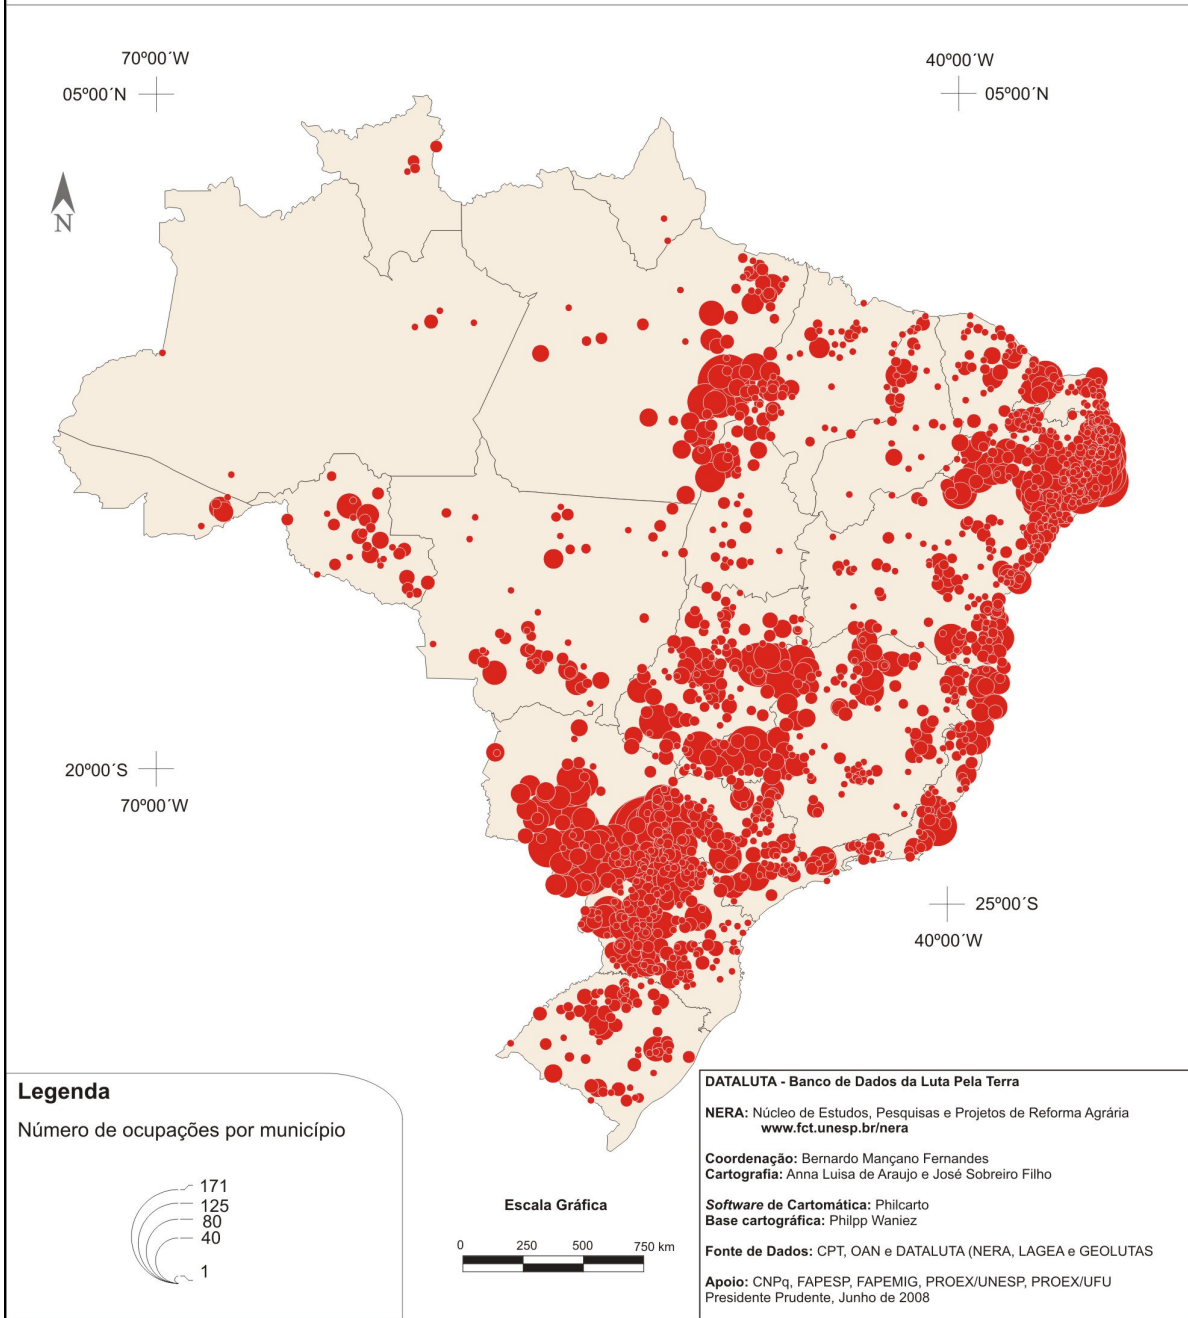 70º00´W
40º00´W
05º00´N
05º00´N
N
20º00´S
70º00´W
25º00´S
40º00´W
Legenda
Número de ocupações por município
171
125
80
40
1
Escala Gráfica
0 250 500 750 km
DATALUTA - Banco de Dados da Luta Pela Terra
NERA: Núcleo de Estudos, Pesquisas e Projetos de Reforma Agrária
www.fct.unesp.br/nera
Coordenação: Bernardo Mançano Fernandes
Cartografia: Anna Luisa de Araujo e José Sobreiro Filho
Software de Cartomática: Philcarto
Base cartográfica: Philpp Waniez
Fonte de Dados: CPT, OAN e DATALUTA (NERA, LAGEA e GEOLUTAS
Apoio: CNPq, FAPESP, FAPEMIG, PROEX/UNESP, PROEX/UFU
Presidente Prudente, Junho de 2008